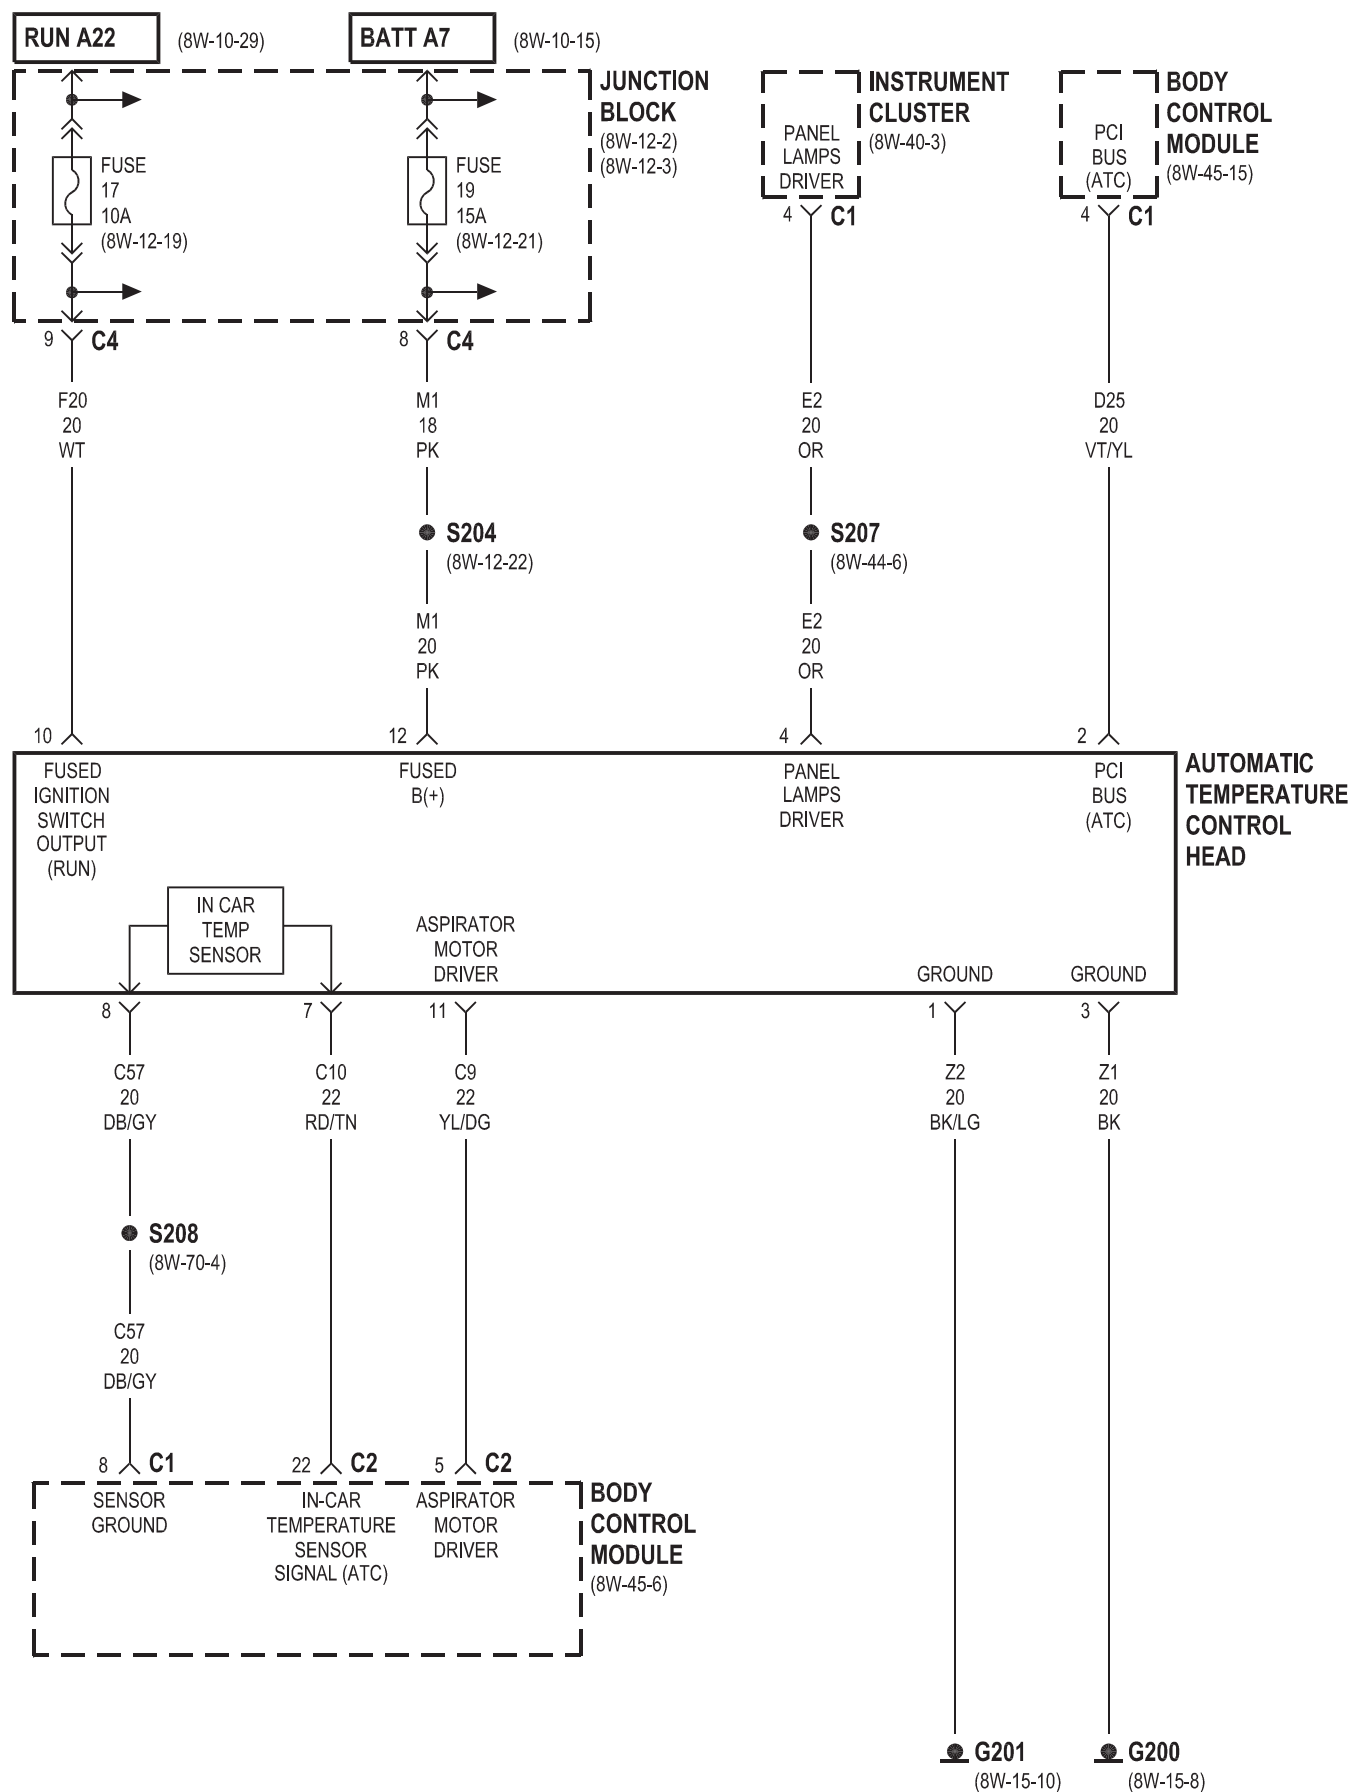 RUN A22
(8W-10-29)
BATT A7
(8W-10-15)
JUNCTION
BLOCK
(8W-12-2)
(8W-12-3)
FUSE
17
10A
(8W-12-19)
FUSE
19
15A
(8W-12-21)
PANEL
LAMPS
DRIVER
INSTRUMENT
CLUSTER
(8W-40-3)
PCI
BUS
(ATC)
BODY
CONTROL
MODULE
(8W-45-15)
9 C4
8 C4
4 C1
4 C1
F20
20
WT
M1
18
PK
E2
20
OR
D25
20
VT/YL
S204
(8W-12-22)
S207
(8W-44-6)
M1
20
PK
E2
20
OR
10
12
4
2
FUSED
IGNITION
SWITCH
OUTPUT
(RUN)
FUSED
B(+)
PANEL
LAMPS
DRIVER
PCI
BUS
(ATC)
AUTOMATIC
TEMPERATURE
CONTROL
HEAD
IN CAR
TEMP
SENSOR
ASPIRATOR
MOTOR
DRIVER
GROUND
GROUND
8
7
11
1
3
C57
20
DB/GY
C10
22
RD/TN
C9
22
YL/DG
Z2
20
BK/LG
Z1
20
BK
S208
(8W-70-4)
C57
20
DB/GY
8 C1
22 C2
5 C2
SENSOR
GROUND
IN-CAR
TEMPERATURE
SENSOR
SIGNAL (ATC)
ASPIRATOR
MOTOR
DRIVER
BODY
CONTROL
MODULE
(8W-45-6)
G201
(8W-15-10)
G200
(8W-15-8)